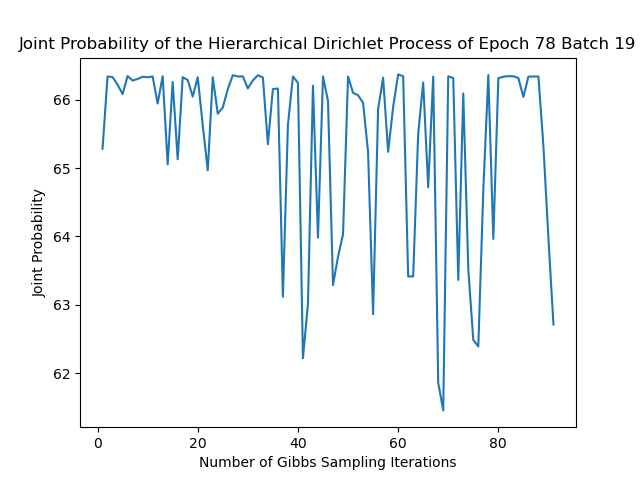 Joint Probability of the Hierarchical Dirichlet Process of Epoch 78 Batch 19
Joint Probability
66
65
64
63
62
0 20 40 60 80
Number of Gibbs Sampling Iterations